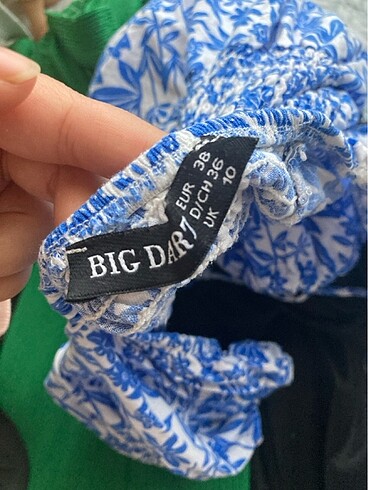 BIG DART
EUR 38
D/CH 36
UK 10